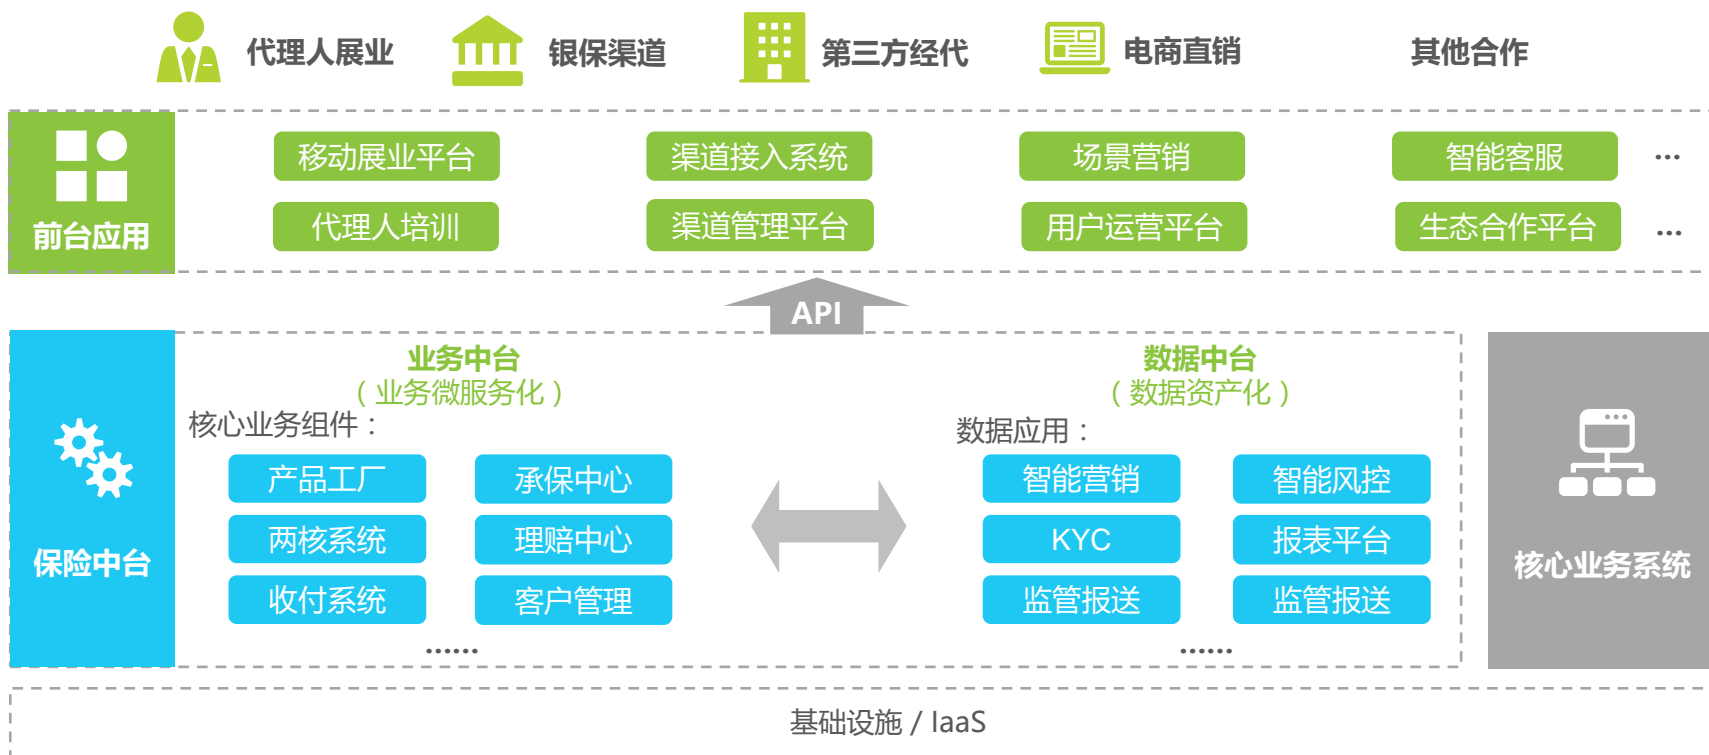 代理人展业
银保渠道
第三方经代
电商直销
其他合作
前台应用
移动展业平台
渠道接入系统
场景营销
智能客服
...
代理人培训
渠道管理平台
用户运营平台
生态合作平台
...
API
保险中台
业务中台
（业务微服务化）
核心业务组件：
产品工厂
承保中心
两核系统
理赔中心
收付系统
客户管理
......
数据中台
（数据资产化）
数据应用：
智能营销
智能风控
KYC
报表平台
监管报送
监管报送
......
核心业务系统
基础设施 / IaaS